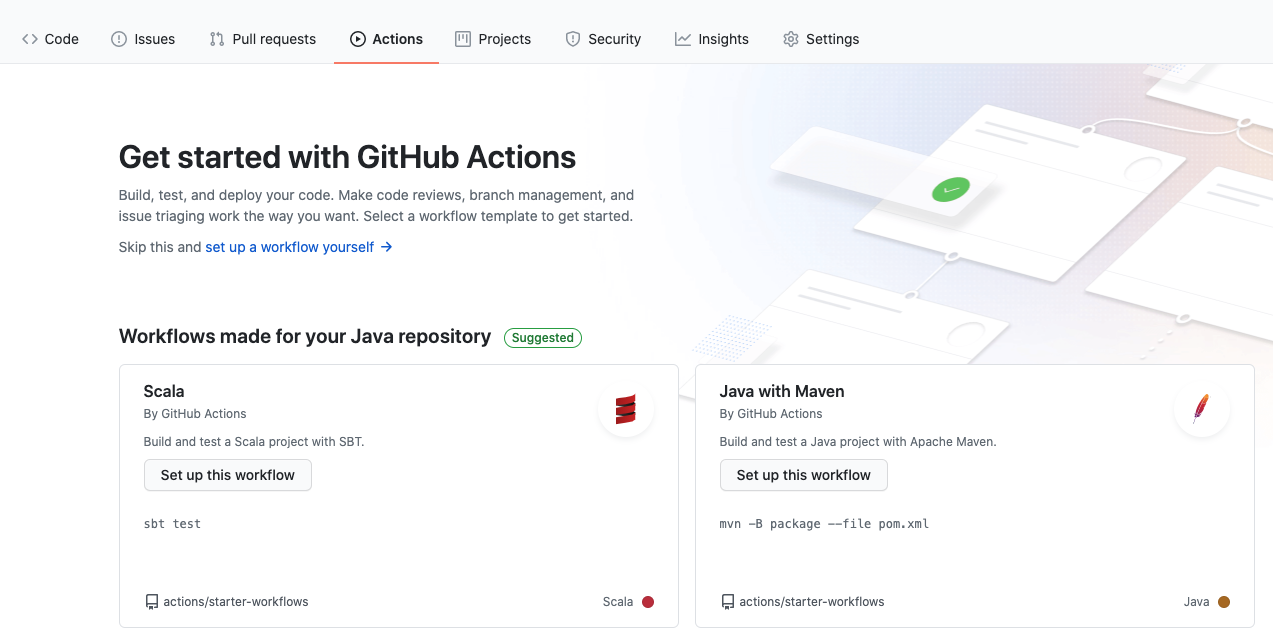 Code Issues Pull requests Actions Projects Security Insights Settings
Get started with GitHub Actions
Build, test, and deploy your code. Make code reviews, branch management, and
issue triaging work the way you want. Select a workflow template to get started.
Skip this and set up a workflow yourself →
Workflows made for your Java repository Suggested
Scala
By GitHub Actions
Build and test a Scala project with SBT.
Set up this workflow
sbt test
actions/starter-workflows Scala
Java with Maven
By GitHub Actions
Build and test a Java project with Apache Maven.
Set up this workflow
mvn -B package --file pom.xml
actions/starter-workflows Java